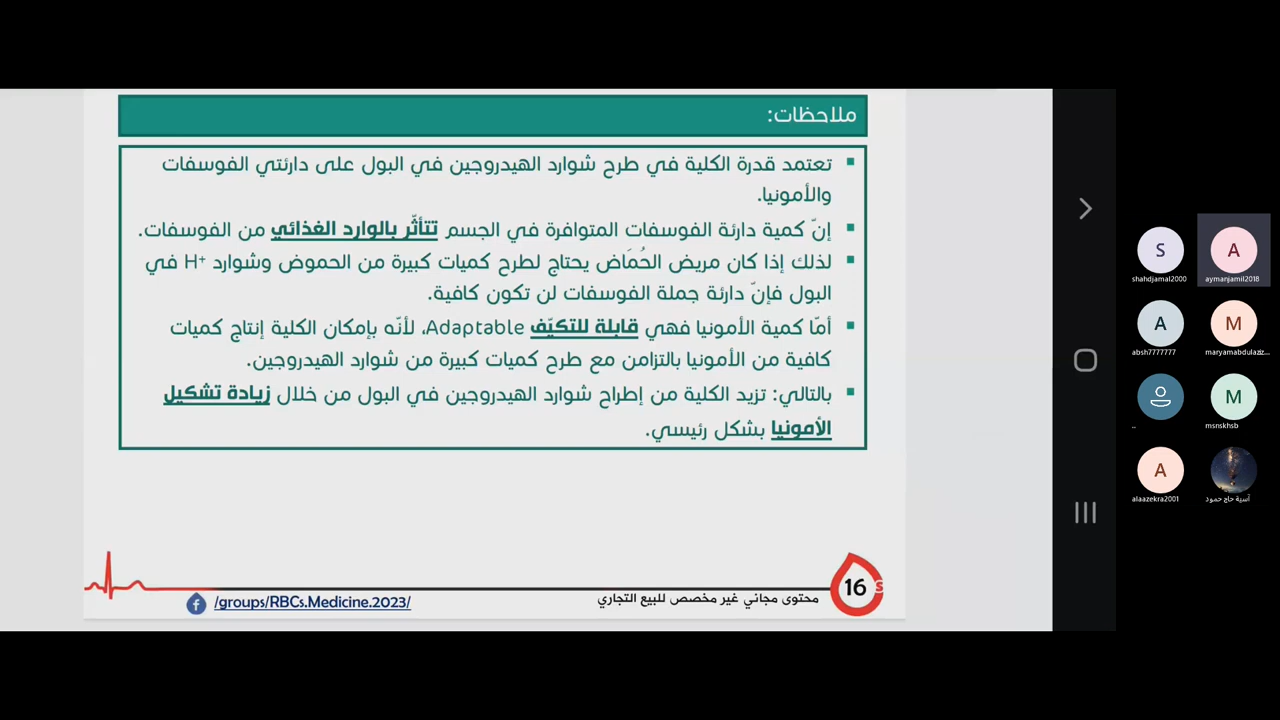 ملاحظات:
تعتمد قدرة الكلية في طرح شوارد الهيدروجين في البول على دارئتي الفوسفات
والأمونيا.
إنّ كمية دارئة الفوسفات المتوافرة في الجسم تتأثّر بالوارد الغذائي من الفوسفات.
لذلك إذا كان مريض الحُمَاض يحتاج لطرح كميات كبيرة من الحموض وشوارد H⁺ في
البول فإنّ دارئة جملة الفوسفات لن تكون كافية.
أمّا كمية الأمونيا فهي قابلة للتكيّف Adaptable، لأنّه بإمكان الكلية إنتاج كميات
كافية من الأمونيا بالتزامن مع طرح كميات كبيرة من شوارد الهيدروجين.
بالتالي: تزيد الكلية من إطراح شوارد الهيدروجين في البول من خلال زيادة تشكيل
الأمونيا بشكل رئيسي.
16
محتوى مجاني غير مخصص للبيع التجاري
/groups/RBCs.Medicine.2023/
S
shahdjamal2000
A
aymanjamil2018
A
absh7777777
M
maryamabdulaziz...
..
M
msnskhsb
A
alaazekra2001
آسية حاج حمود